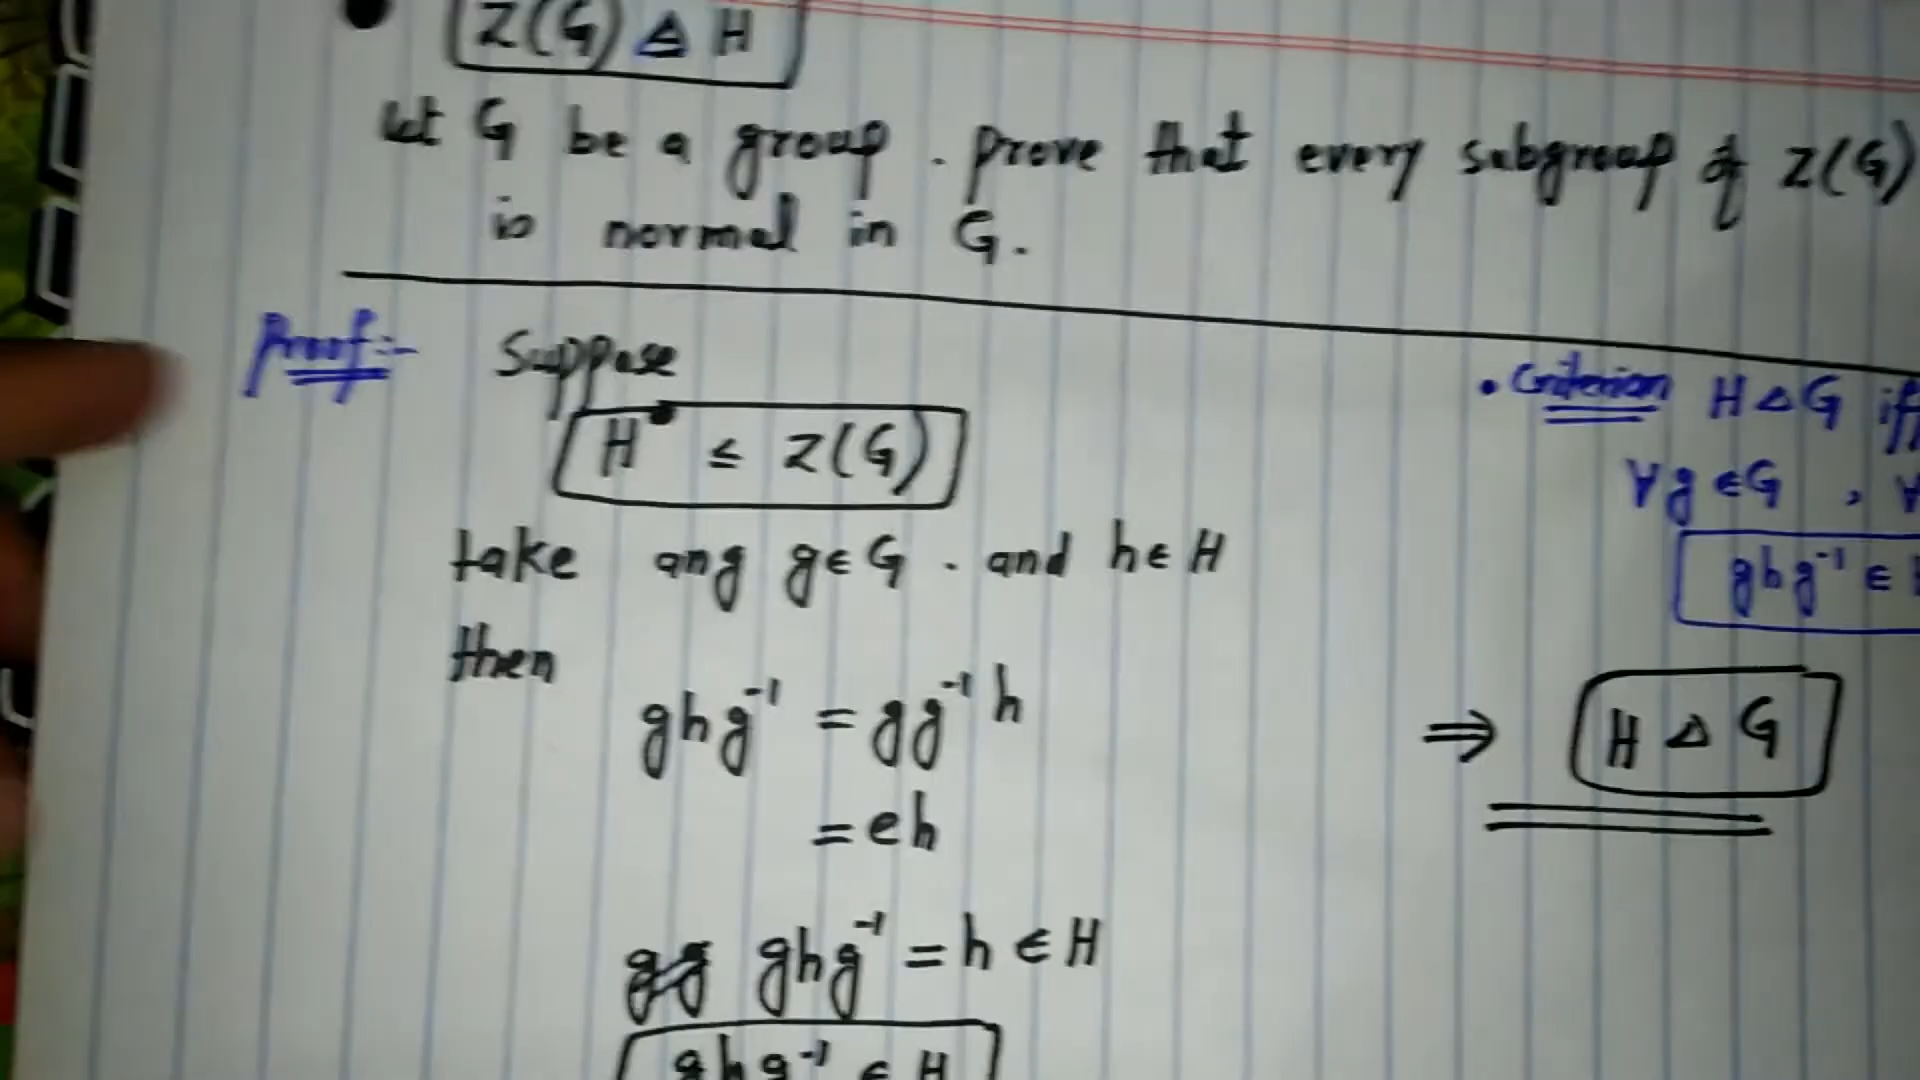 Z(G) ∆ H
Let G be a group. Prove that every subgroup of Z(G)
is normal in G.
Proof:- Suppose
H ≤ Z(G)
take any g∈G. and h∈H
then
ghg⁻¹ = gg⁻¹h
= eh
ghg⁻¹ = h ∈ H
ghg⁻¹ ∈ H
• Criterion H∆G iff
∀g∈G, ∀
ghg⁻¹ ∈
⇒ H ∆ G